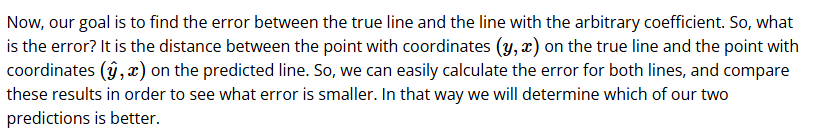 Now, our goal is to find the error between the true line and the line with the arbitrary coefficient. So, what
is the error? It is the distance between the point with coordinates (y, x) on the true line and the point with
coordinates (ŷ, x) on the predicted line. So, we can easily calculate the error for both lines, and compare
these results in order to see what error is smaller. In that way we will determine which of our two
predictions is better.